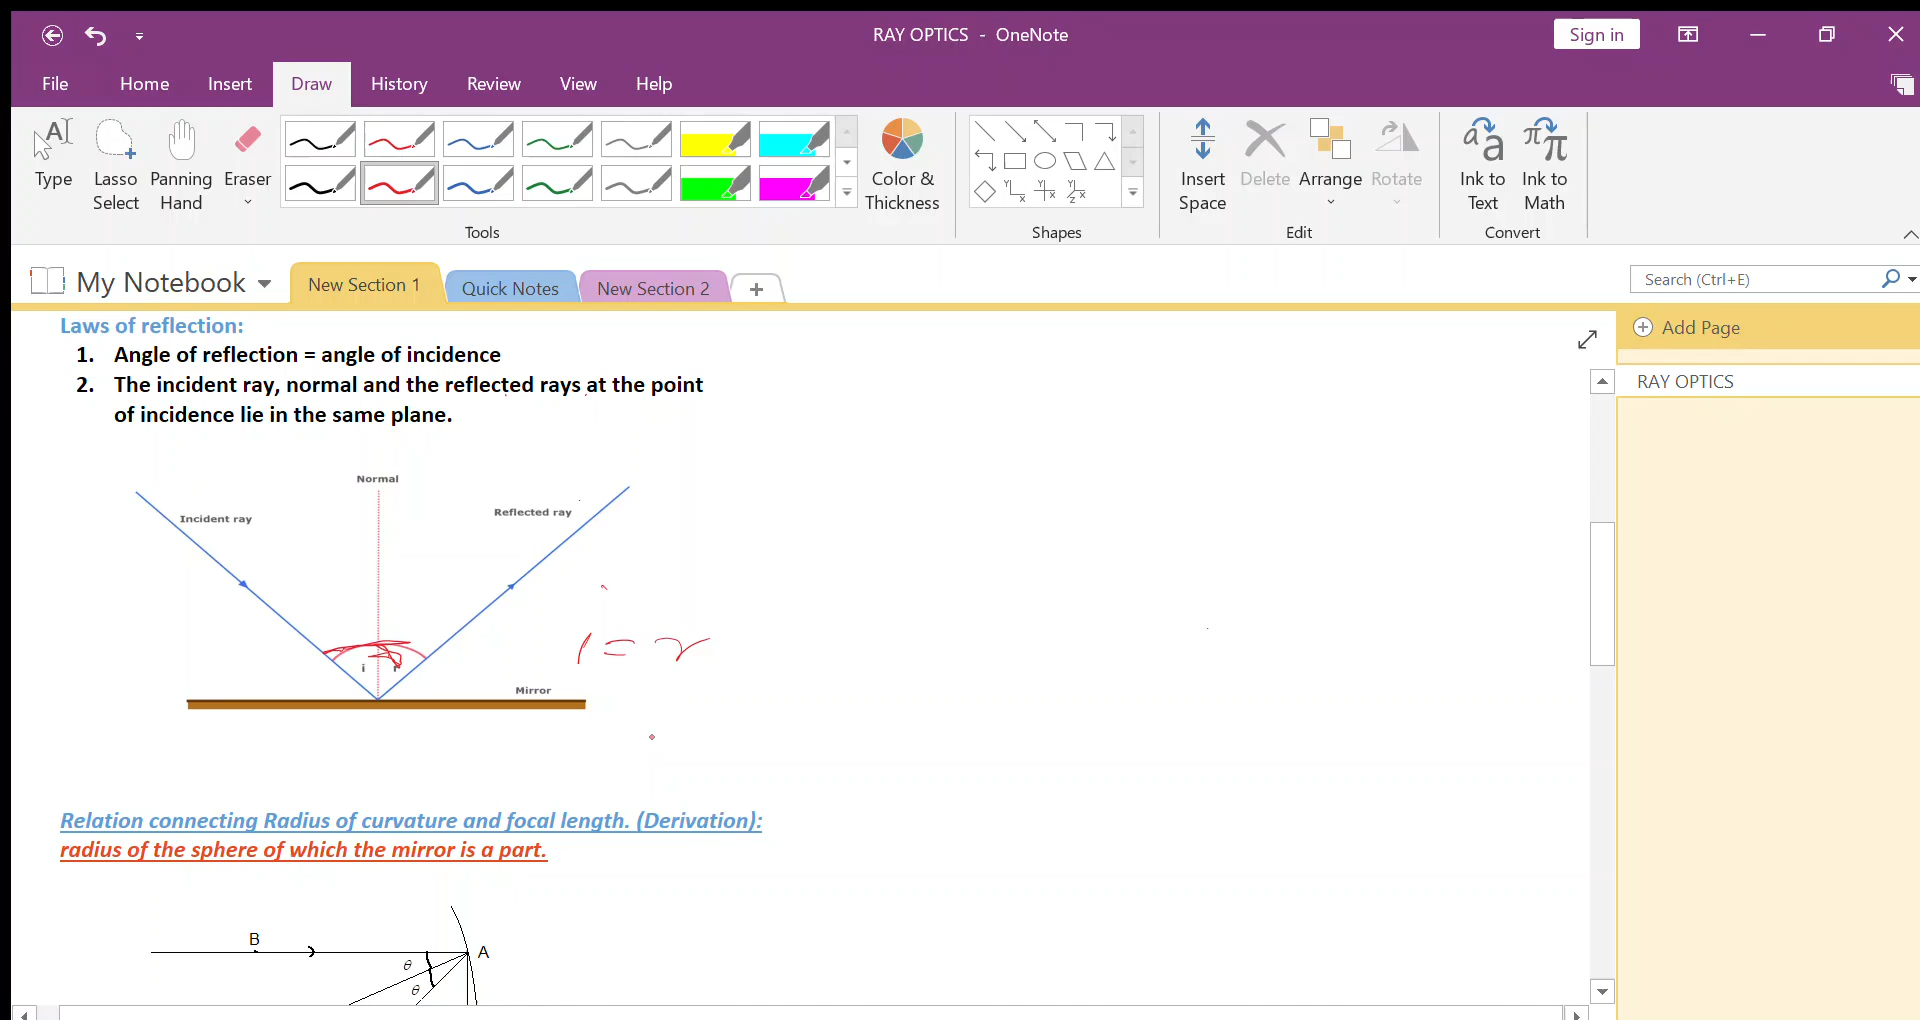 RAY OPTICS - OneNote
Sign in
File Home Insert Draw History Review View Help
Type
Lasso Select
Panning Hand
Eraser
Color & Thickness
Insert Space
Delete
Arrange
Rotate
Ink to Text
Ink to Math
Tools
Shapes
Edit
Convert
My Notebook
New Section 1
Quick Notes
New Section 2
Search (Ctrl+E)
Add Page
RAY OPTICS
Laws of reflection:
1. Angle of reflection = angle of incidence
2. The incident ray, normal and the reflected rays at the point
of incidence lie in the same plane.
Normal
Incident ray
Reflected ray
i = r
i r
Mirror
Relation connecting Radius of curvature and focal length. (Derivation):
radius of the sphere of which the mirror is a part.
B
A
θ
θ